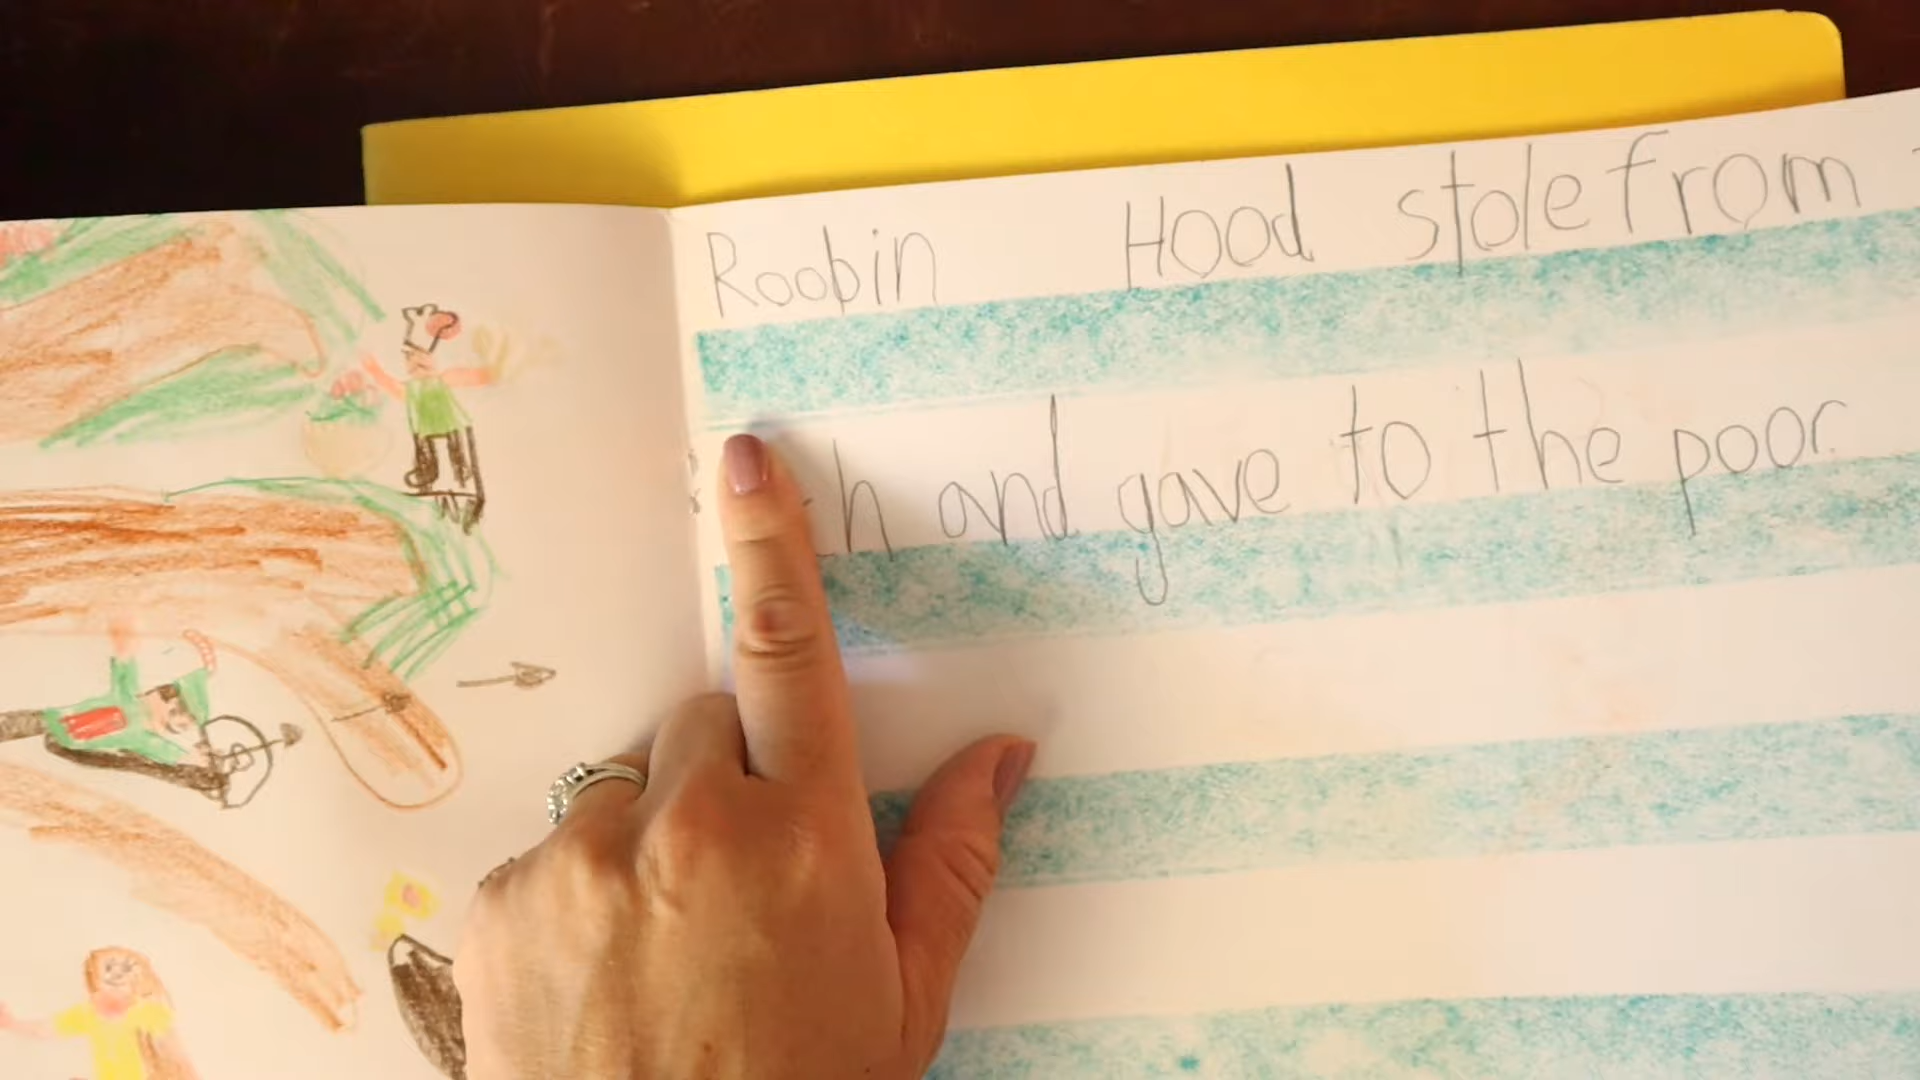 Roobin Hood stole from
and gave to the poor.